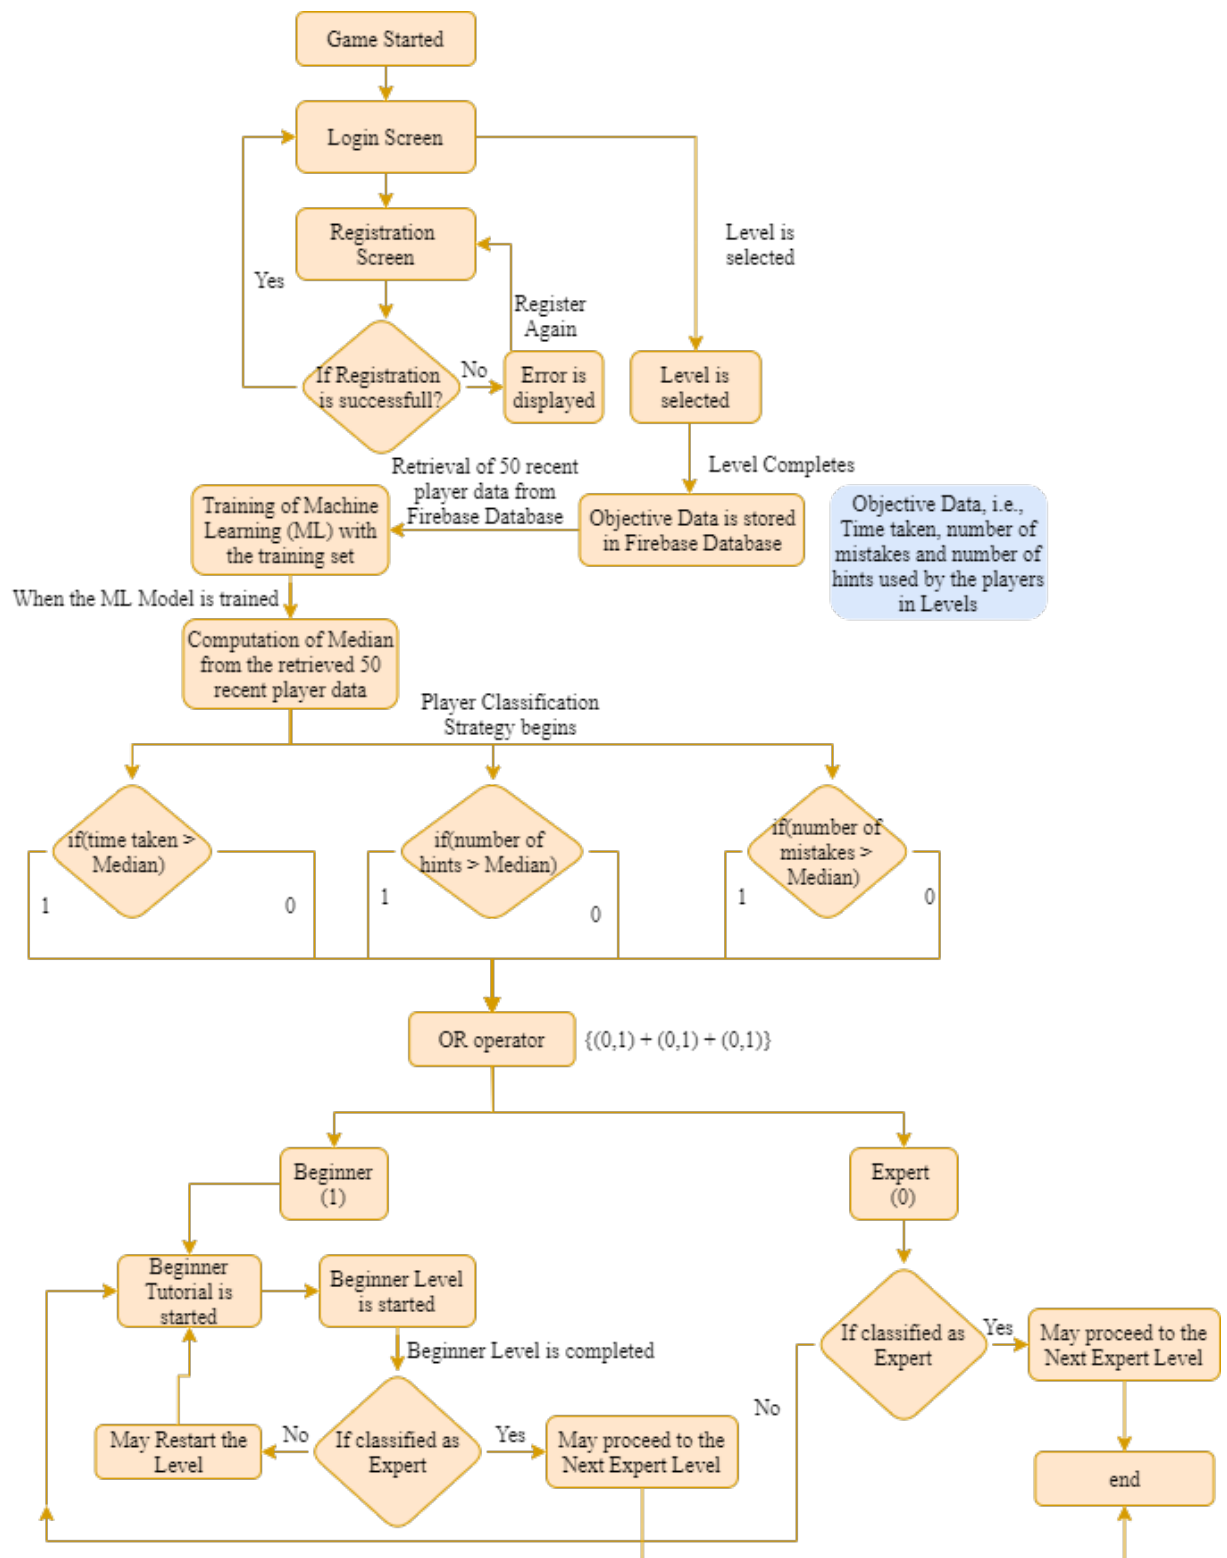 Game Started
Login Screen
Registration
Screen
Level is
selected
Yes
Register
Again
If Registration
is successfull?
No
Error is
displayed
Level is
selected
Level Completes
Retrieval of 50 recent
player data from
Firebase Database
Training of Machine
Learning (ML) with
the training set
Objective Data is stored
in Firebase Database
Objective Data, i.e.,
Time taken, number of
mistakes and number of
hints used by the players
in Levels
When the ML Model is trained
Computation of Median
from the retrieved 50
recent player data
Player Classification
Strategy begins
if(time taken >
Median)
if(number of
hints > Median)
if(number of
mistakes >
Median)
1
0
1
0
1
0
OR operator
{(0,1) + (0,1) + (0,1)}
Beginner
(1)
Expert
(0)
Beginner
Tutorial is
started
Beginner Level
is started
If classified as
Expert
Yes
May proceed to the
Next Expert Level
Beginner Level is completed
No
May Restart the
Level
No
If classified as
Expert
Yes
May proceed to the
Next Expert Level
end